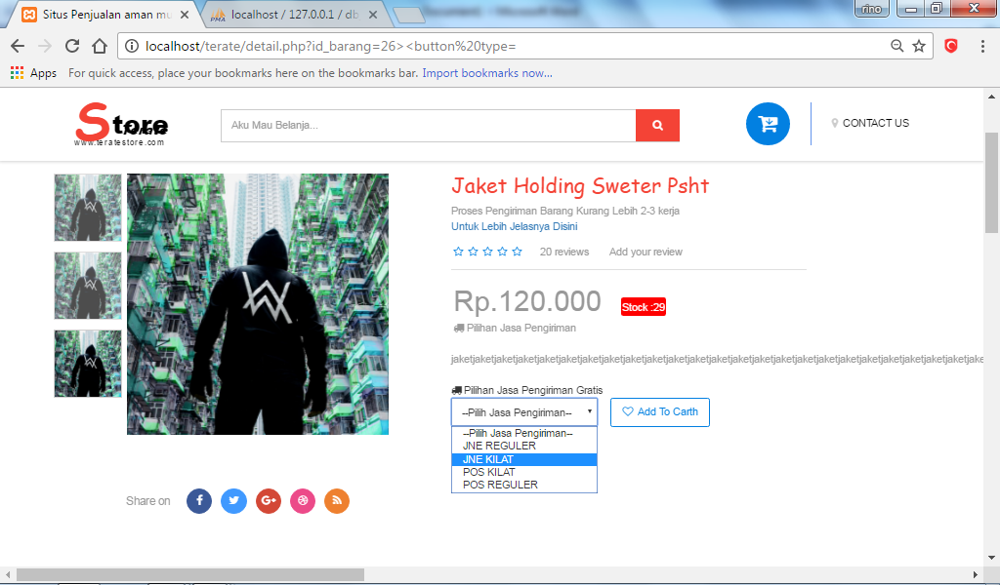 Situs Penjualan aman mu
localhost / 127.0.0.1 / db
rino
localhost/terate/detail.php?id_barang=26><button%20type=
Apps
For quick access, place your bookmarks here on the bookmarks bar. Import bookmarks now...
Store
Terate
www.teratestore.com
Aku Mau Belanja...
CONTACT US
Jaket Holding Sweter Psht
Proses Pengiriman Barang Kurang Lebih 2-3 kerja
Untuk Lebih Jelasnya Disini
20 reviews
Add your review
Rp.120.000
Stock :29
Pilihan Jasa Pengiriman
jaketjaketjaketjaketjaketjaketjaketjaketjaketjaketjaketjaketjaketjaketjaketjaketjaketjaketjaketjaketjaketjaketjaketjaketjaketjake
Pilihan Jasa Pengiriman Gratis
--Pilih Jasa Pengiriman--
Add To Carth
--Pilih Jasa Pengiriman--
JNE REGULER
JNE KILAT
POS KILAT
POS REGULER
Share on